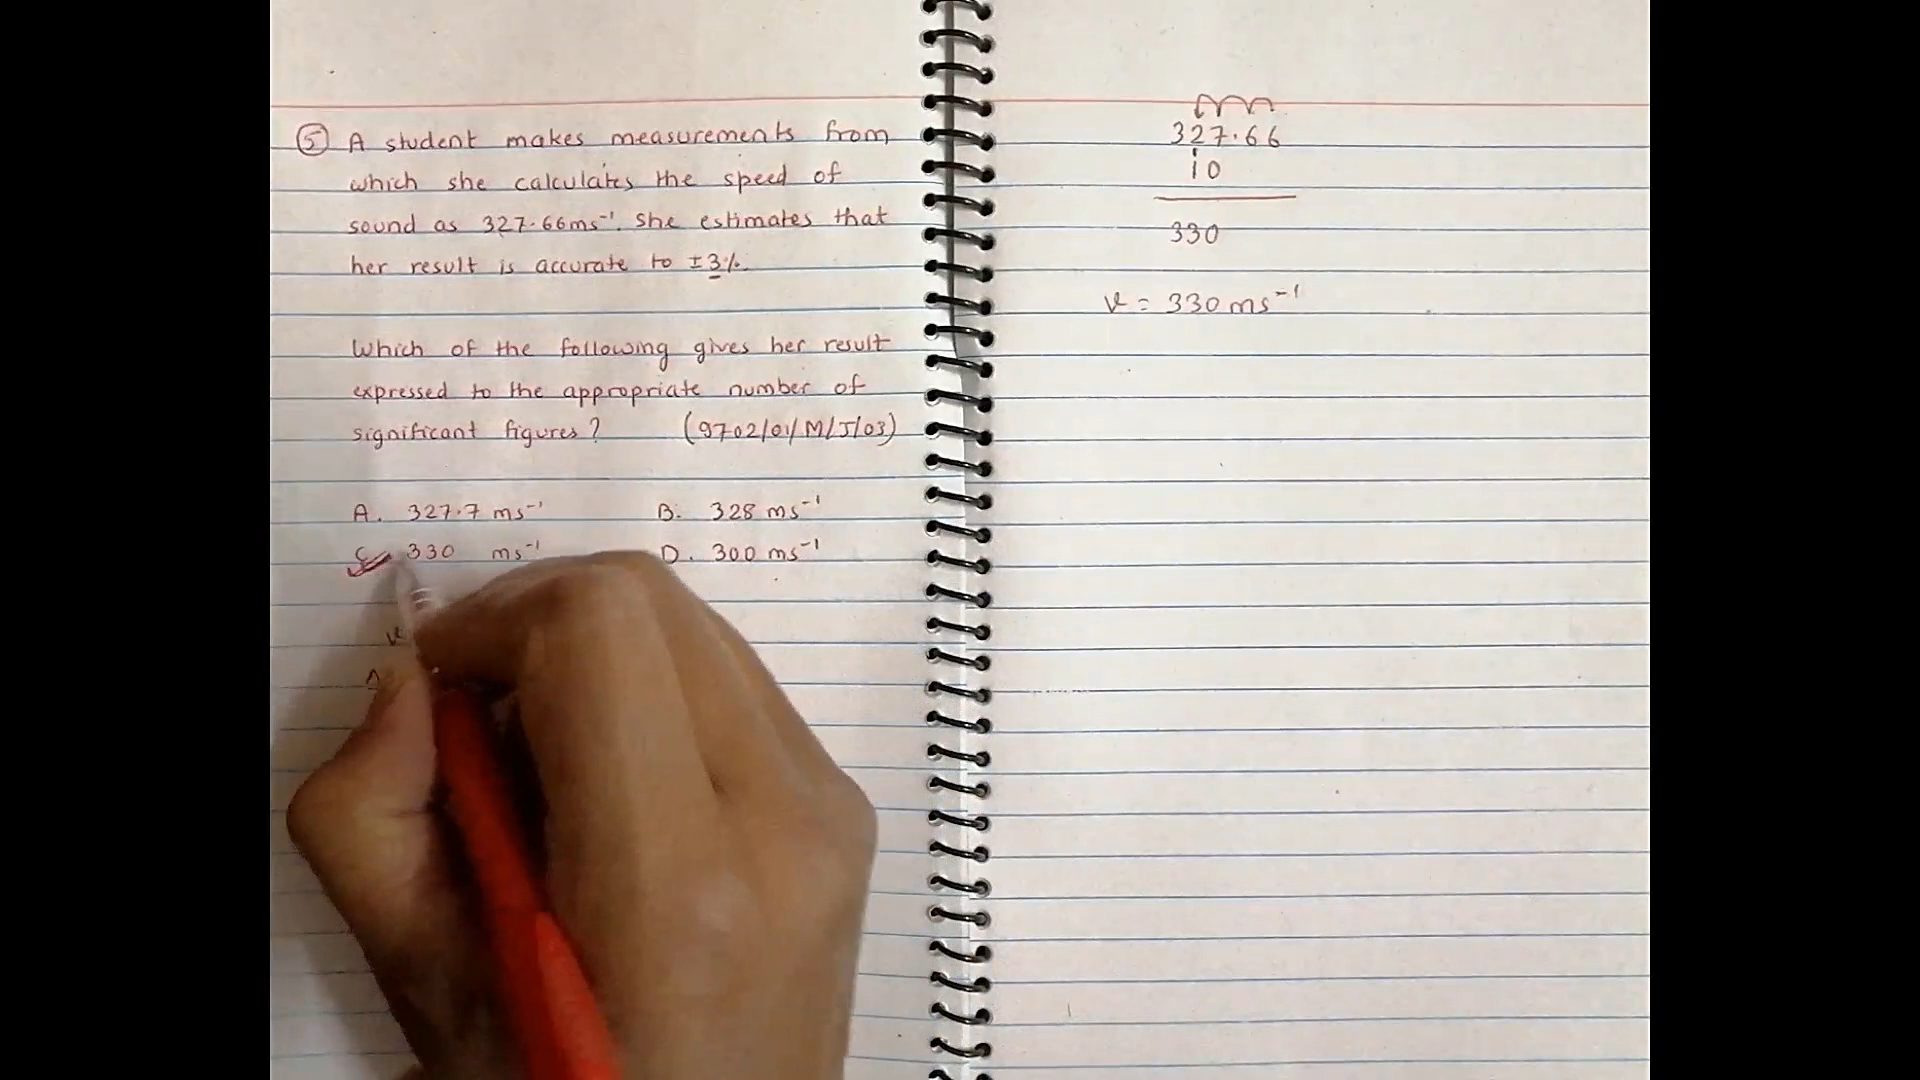 ⑤ A student makes measurements from
which she calculates the speed of
sound as 327.66ms⁻¹. She estimates that
her result is accurate to ±3%.
Which of the following gives her result
expressed to the appropriate number of
significant figures? (9702/01/M/J/03)
A. 327.7 ms⁻¹ B. 328 ms⁻¹
C 330 ms⁻¹ D. 300 ms⁻¹
v
327.66
10
330
v = 330 ms⁻¹